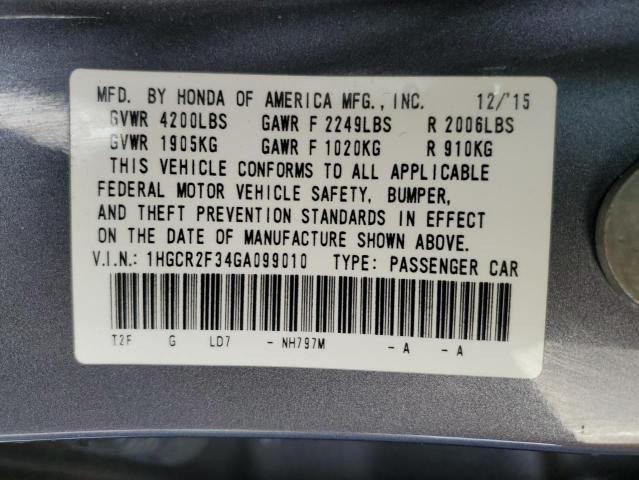 MFD. BY HONDA OF AMERICA MFG., INC. 12/'15
GVWR 4200LBS GAWR F 2249LBS R 2006LBS
GVWR 1905KG GAWR F 1020KG R 910KG
THIS VEHICLE CONFORMS TO ALL APPLICABLE
FEDERAL MOTOR VEHICLE SAFETY, BUMPER,
AND THEFT PREVENTION STANDARDS IN EFFECT
ON THE DATE OF MANUFACTURE SHOWN ABOVE.
V.I.N.: 1HGCR2F34GA099010 TYPE: PASSENGER CAR
T2F G LD7 - NH797M - A - A